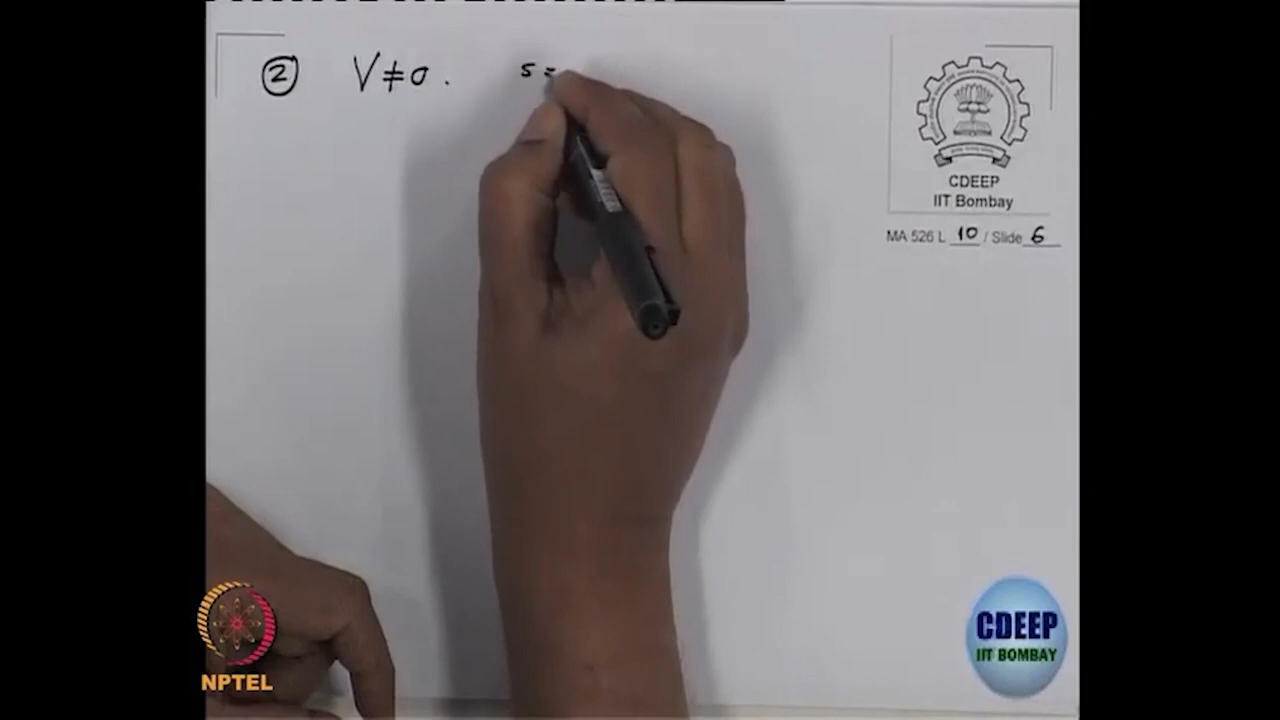 ② V ≠ 0 . s =
CDEEP
IIT Bombay
MA 526 L 10 / Slide 6
NPTEL
CDEEP
IIT BOMBAY